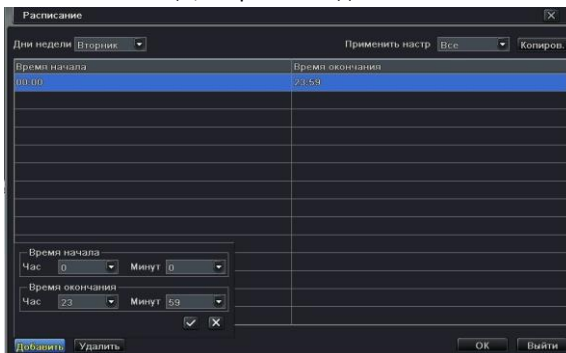 Расписание
Дни недели Вторник Применить настр Все Копиров.
Время начала Время окончания
00:00 23:59
Время начала
Час 0 Минут 0
Время окончания
Час 23 Минут 59
Добавить Удалить OK Выйти